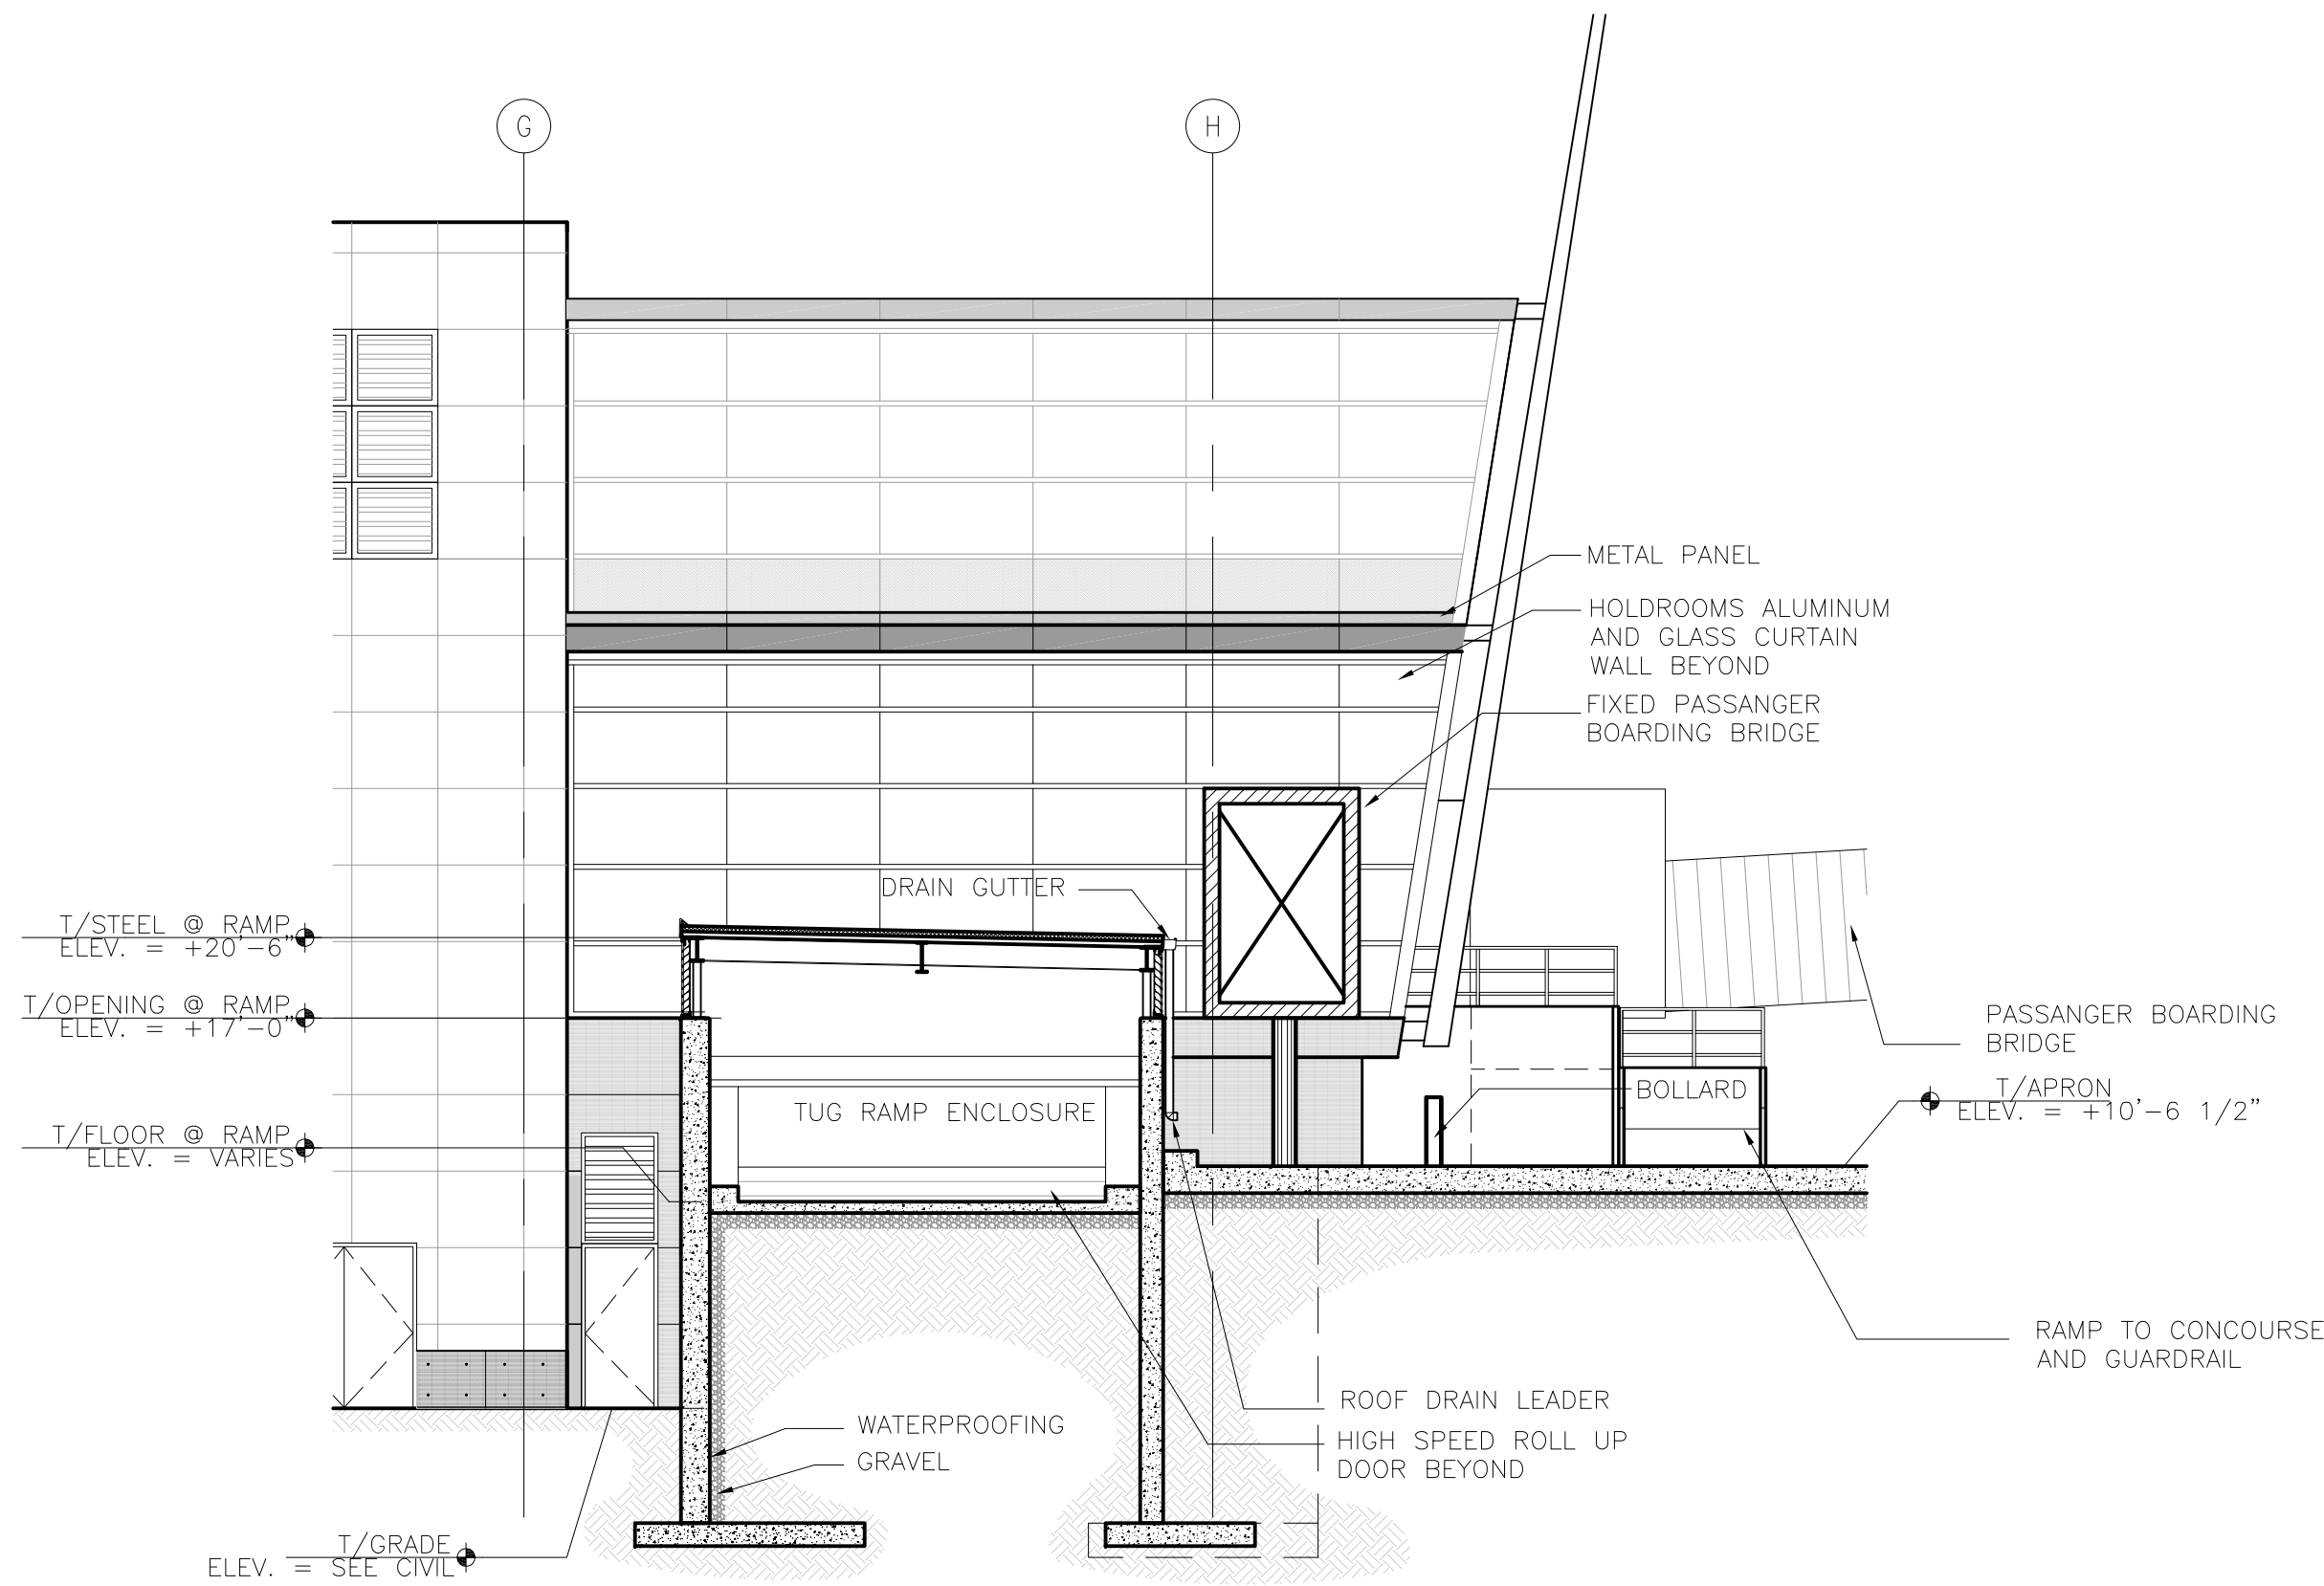 G
H
METAL PANEL
HOLDROOMS ALUMINUM
AND GLASS CURTAIN
WALL BEYOND
FIXED PASSANGER
BOARDING BRIDGE
DRAIN GUTTER
T/STEEL @ RAMP
ELEV. = +20'-6"
T/OPENING @ RAMP
ELEV. = +17'-0"
PASSANGER BOARDING
BRIDGE
BOLLARD
T/APRON
ELEV. = +10'-6 1/2"
TUG RAMP ENCLOSURE
T/FLOOR @ RAMP
ELEV. = VARIES
RAMP TO CONCOURSE
AND GUARDRAIL
ROOF DRAIN LEADER
WATERPROOFING
HIGH SPEED ROLL UP
DOOR BEYOND
GRAVEL
T/GRADE
ELEV. = SEE CIVIL